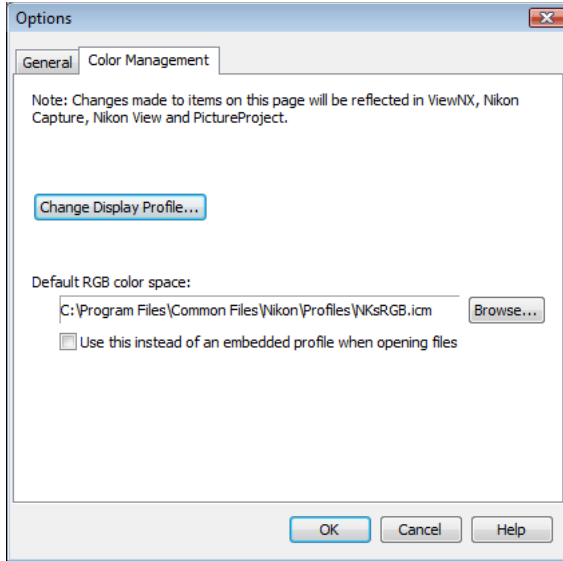 Options
General
Color Management
Note: Changes made to items on this page will be reflected in ViewNX, Nikon
Capture, Nikon View and PictureProject.
Change Display Profile...
Default RGB color space:
C:\Program Files\Common Files\Nikon\Profiles\NKsRGB.icm
Browse...
Use this instead of an embedded profile when opening files
OK
Cancel
Help